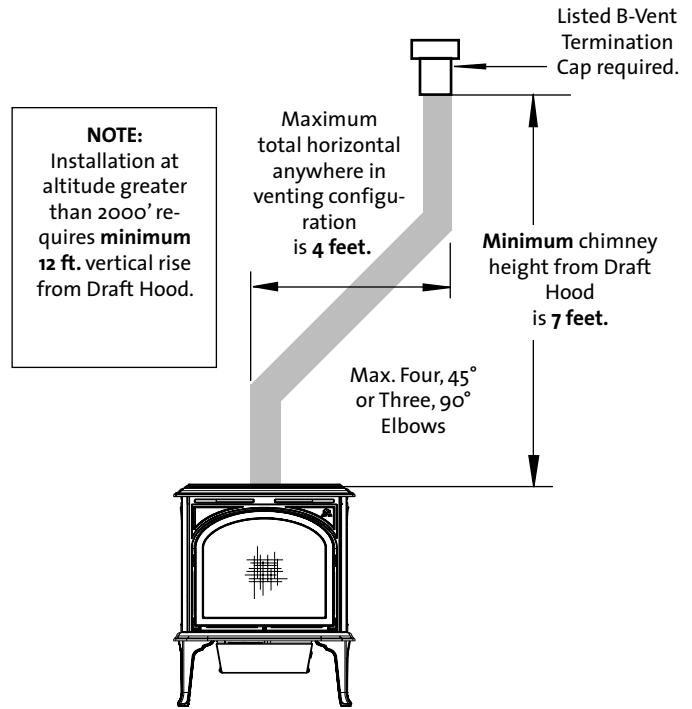 Listed B-Vent
Termination
Cap required.
NOTE:
Installation at
altitude greater
than 2000’ re-
quires minimum
12 ft. vertical rise
from Draft Hood.
Maximum
total horizontal
anywhere in
venting configu-
ration
is 4 feet.
Minimum chimney
height from Draft
Hood
is 7 feet.
Max. Four, 45°
or Three, 90°
Elbows